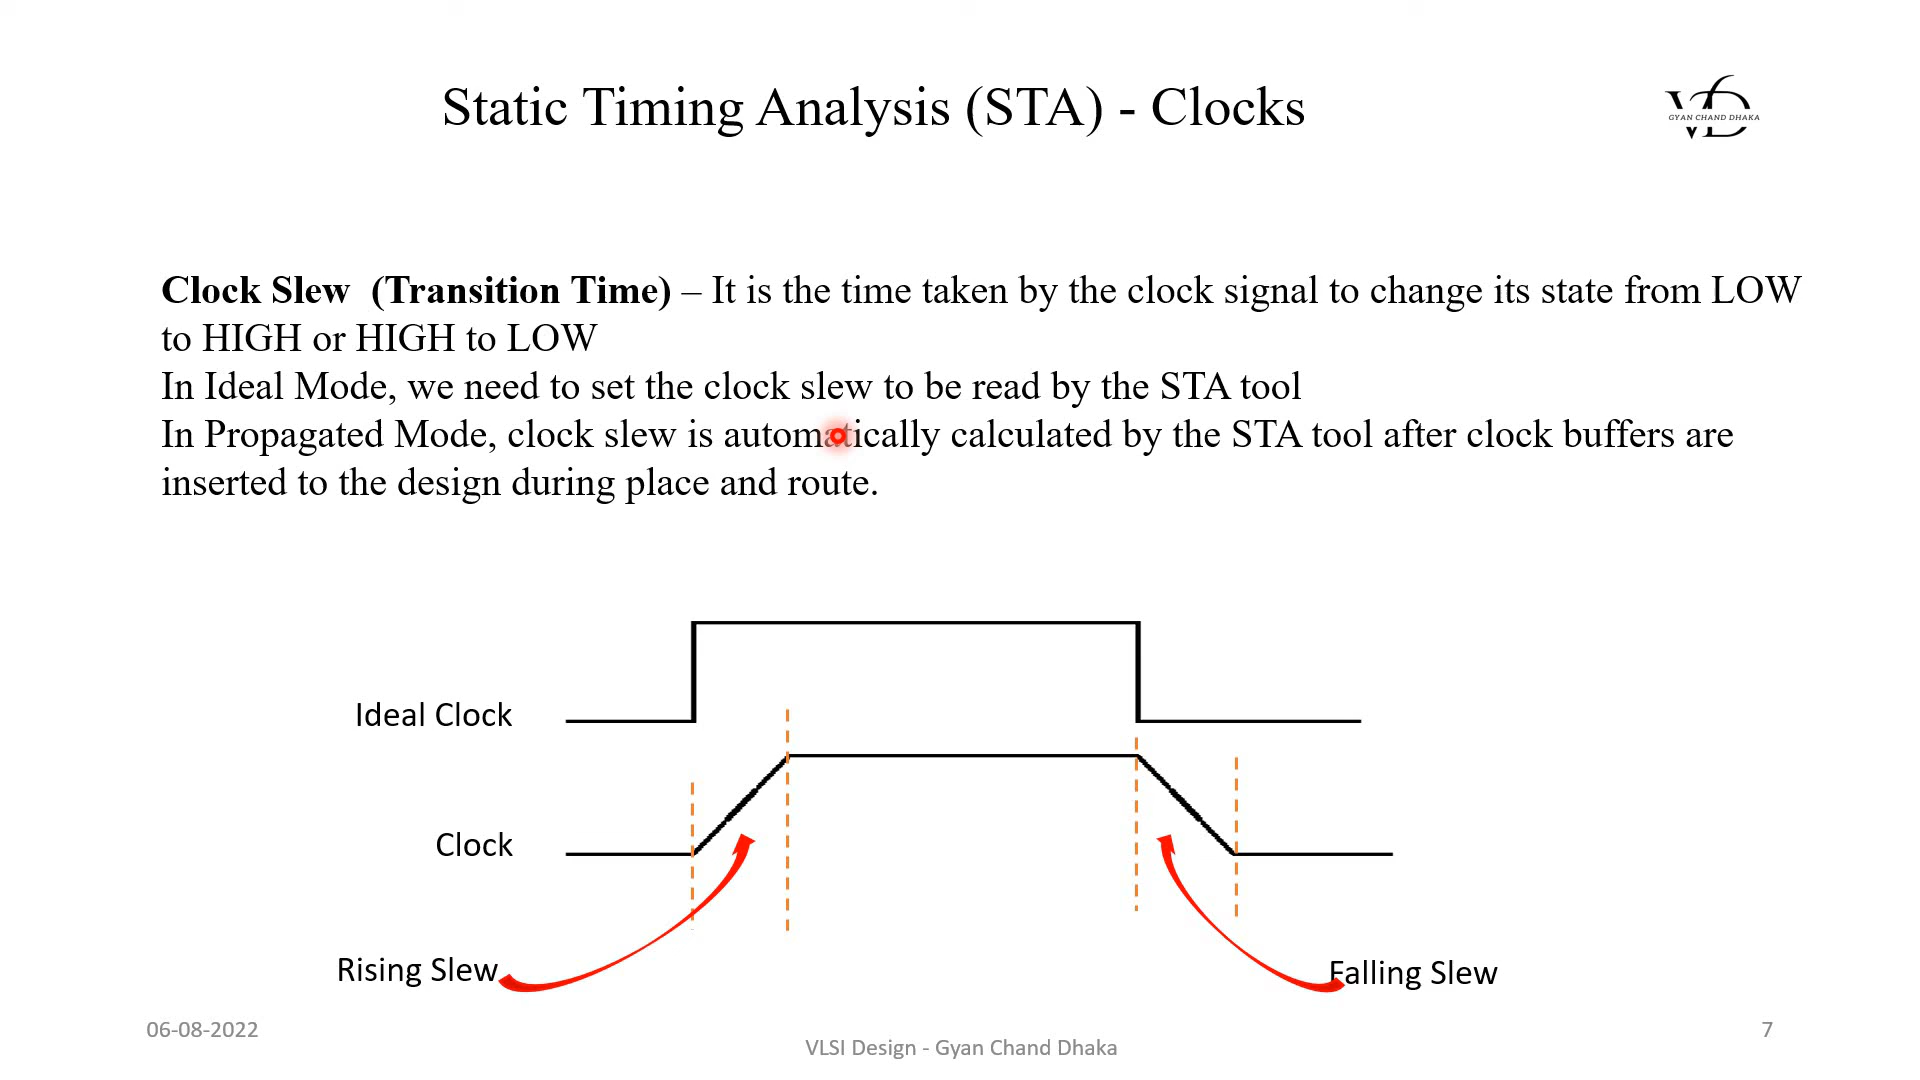 Static Timing Analysis (STA) - Clocks
VD
GYAN CHAND DHAKA
Clock Slew (Transition Time) – It is the time taken by the clock signal to change its state from LOW
to HIGH or HIGH to LOW
In Ideal Mode, we need to set the clock slew to be read by the STA tool
In Propagated Mode, clock slew is automatically calculated by the STA tool after clock buffers are
inserted to the design during place and route.
Ideal Clock
Clock
Rising Slew
Falling Slew
06-08-2022
VLSI Design - Gyan Chand Dhaka
7